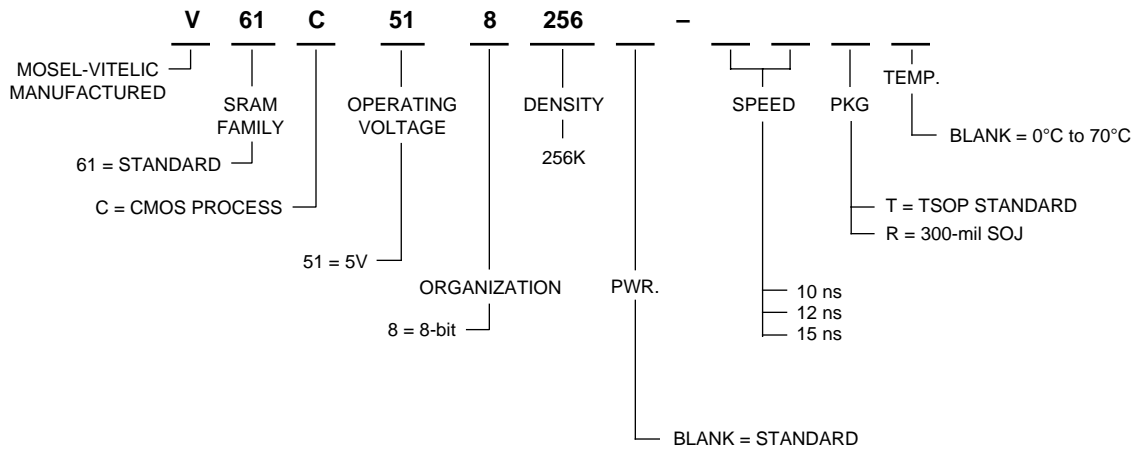 V 61 C 51 8 256 –
MOSEL-VITELIC
MANUFACTURED
SRAM
FAMILY
61 = STANDARD
C = CMOS PROCESS
OPERATING
VOLTAGE
51 = 5V
ORGANIZATION
8 = 8-bit
DENSITY
256K
PWR.
BLANK = STANDARD
SPEED
10 ns
12 ns
15 ns
PKG
T = TSOP STANDARD
R = 300-mil SOJ
TEMP.
BLANK = 0°C to 70°C